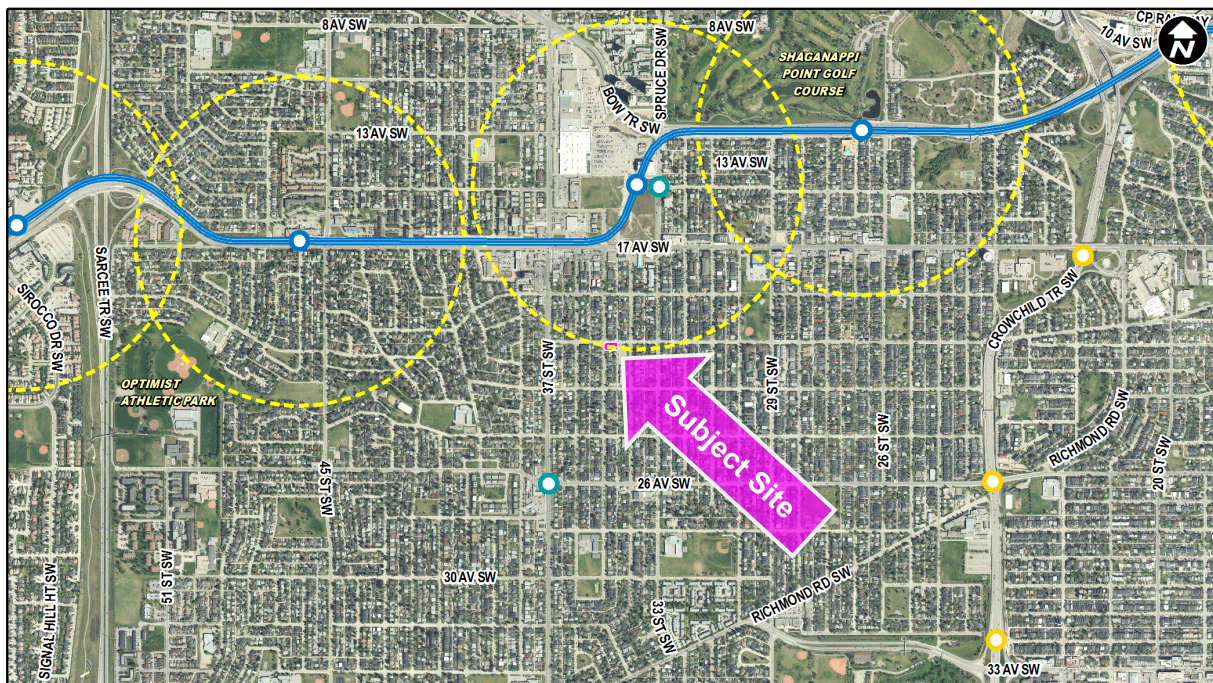 8 AV SW
8 AV SW
CP RAILWAY
10 AV SW
N
SPRUCE DR SW
SHAGANAPPI
POINT GOLF
COURSE
BOW TR SW
13 AV SW
13 AV SW
17 AV SW
SARCEE TR SW
SIROCCO DR SW
CROWCHILD TR SW
37 ST SW
29 ST SW
OPTIMIST
ATHLETIC PARK
Subject Site
26 ST SW
RICHMOND RD SW
20 ST SW
45 ST SW
26 AV SW
51 ST SW
30 AV SW
SIGNAL HILL HT SW
33 ST SW
RICHMOND RD SW
33 AV SW